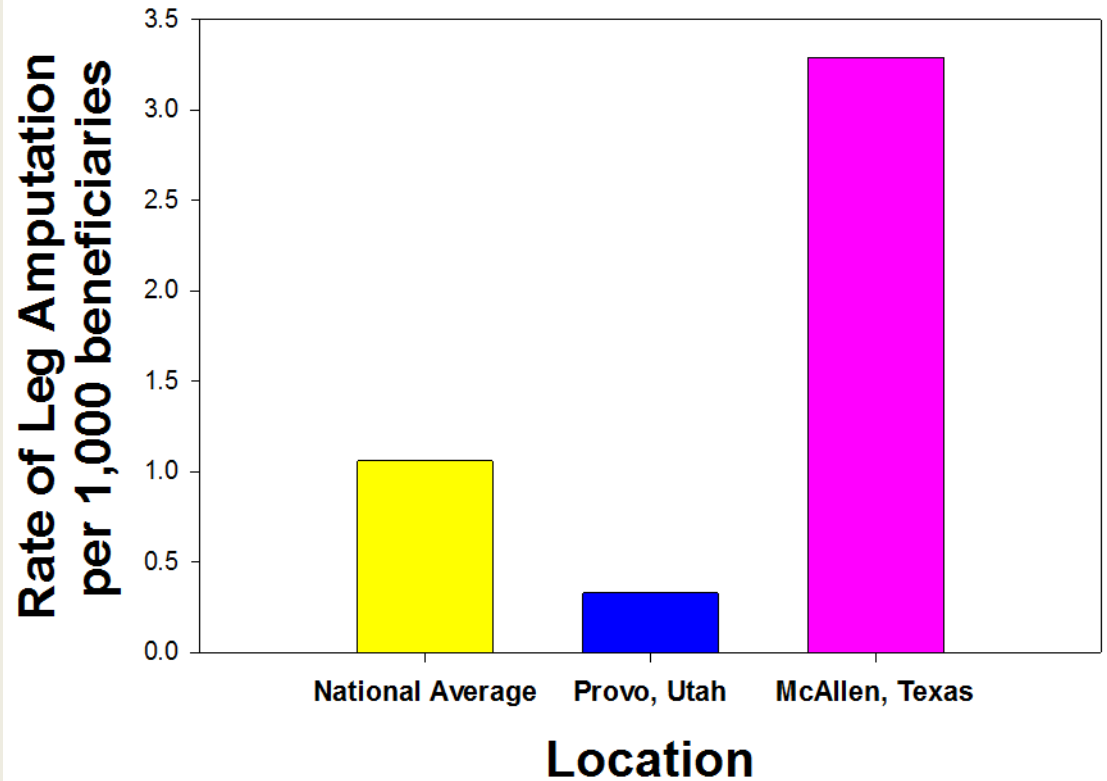 Rate of Leg Amputation
per 1,000 beneficiaries
3.5
3.0
2.5
2.0
1.5
1.0
0.5
0.0
National Average
Provo, Utah
McAllen, Texas
Location